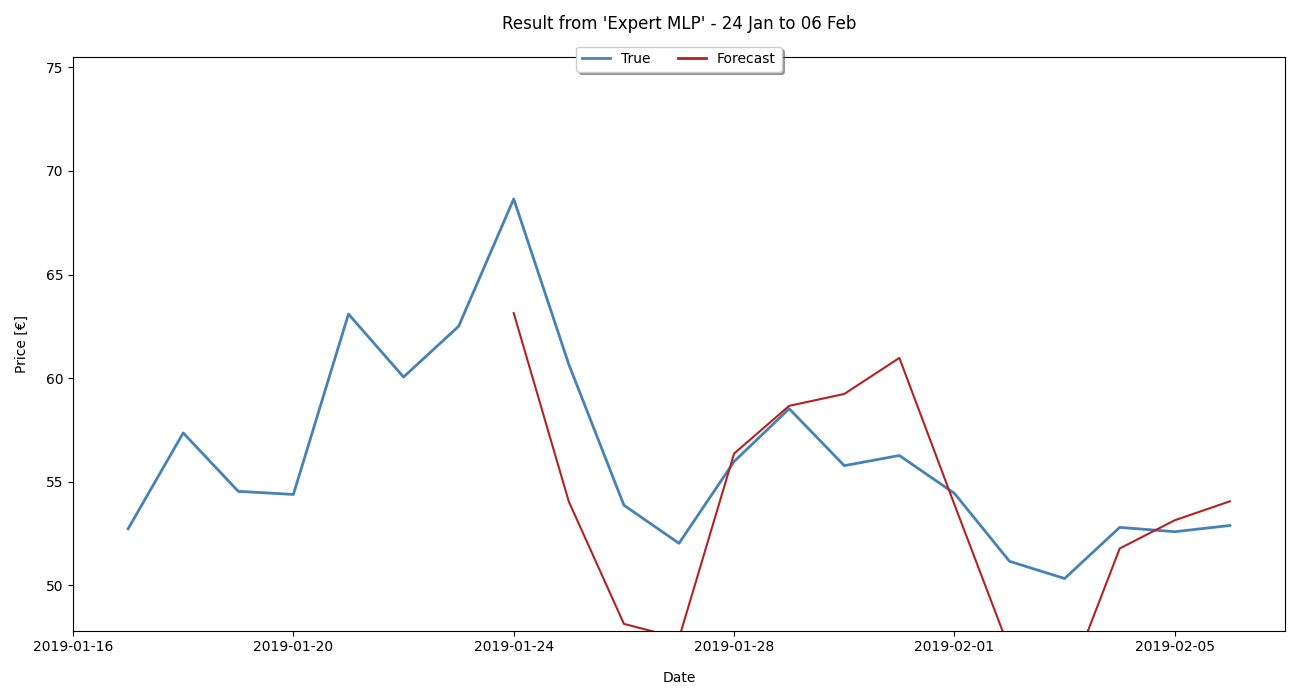 Result from 'Expert MLP' - 24 Jan to 06 Feb
True Forecast
75
70
65
60
55
50
Price [€]
2019-01-16 2019-01-20 2019-01-24 2019-01-28 2019-02-01 2019-02-05
Date